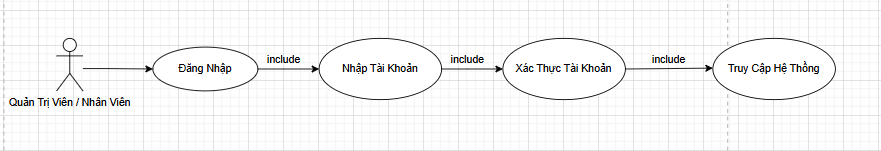 Quản Trị Viên / Nhân Viên
Đăng Nhập
include
Nhập Tài Khoản
include
Xác Thực Tài Khoản
include
Truy Cập Hệ Thống